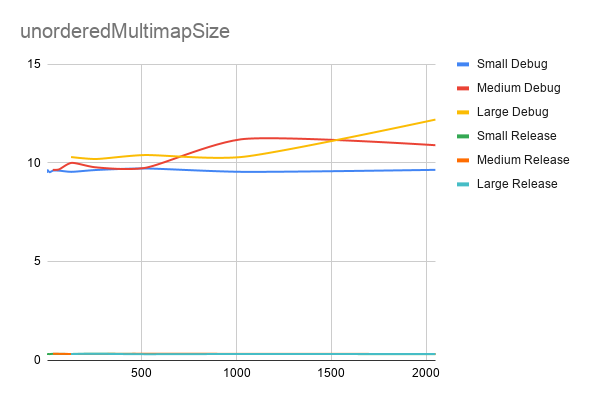 unorderedMultimapSize
15
10
5
0
500
1000
1500
2000
Small Debug
Medium Debug
Large Debug
Small Release
Medium Release
Large Release